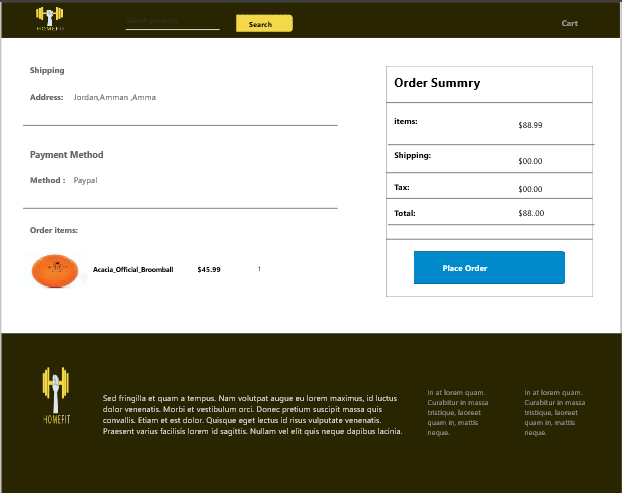 HOMEFIT
Search products
Search
Cart
Shipping
Address: Jordan,Amman ,Amma
Payment Method
Method : Paypal
Order items:
Acacia_Official_Broomball $45.99 1
Order Summry
items: $88.99
Shipping: $00.00
Tax: $00.00
Total: $88..00
Place Order
HOMEFIT
Sed fringilla et quam a tempus. Nam volutpat augue eu lorem maximus, id luctus
dolor venenatis. Morbi et vestibulum orci. Donec pretium suscipit massa quis
convallis. Etiam et est dolor. Quisque eget lectus id risus vulputate venenatis.
Praesent varius facilisis lorem id sagittis. Nullam vel elit quis neque dapibus lacinia.
In at lorem quam.
Curabitur in massa
tristique, laoreet
quam in, mattis
neque.
In at lorem quam.
Curabitur in massa
tristique, laoreet
quam in, mattis
neque.